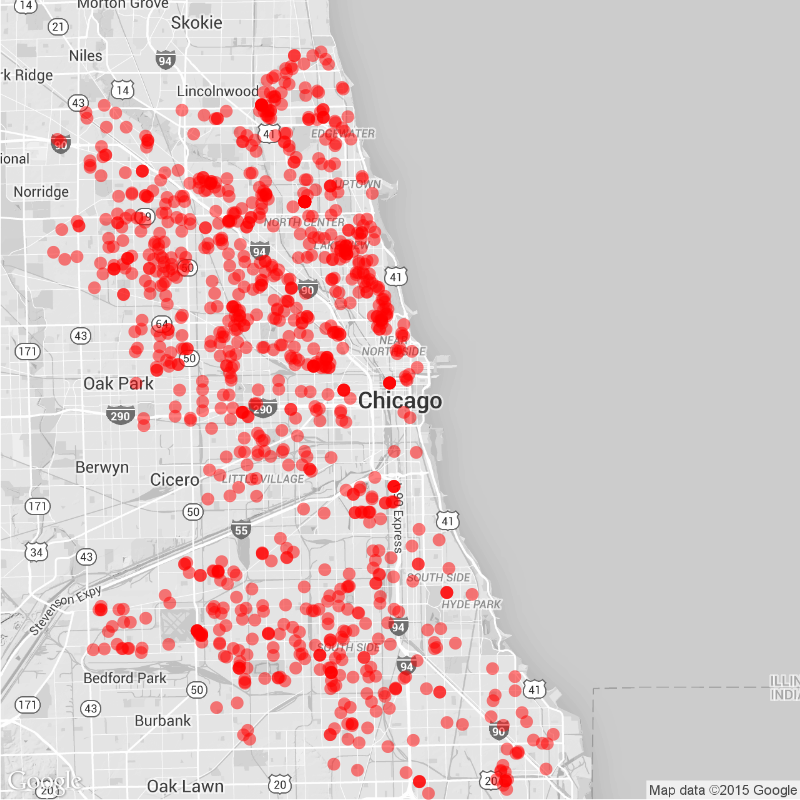 14
Morton Grove
21
Skokie
Niles
94
rk Ridge
14
Lincolnwood
43
41
EDGEWATER
90
ional
Norridge
UPTOWN
19
NORTH CENTER
LAKEVIEW
94
50
41
90
64
43
NEAR
NORTH SIDE
171
50
Oak Park
290
290
Chicago
Berwyn
Cicero
LITTLE VILLAGE
171
50
90 Express
41
55
34
43
SOUTH SIDE
Stevenson Expy
HYDE PARK
94
SOUTH SIDE
94
Bedford Park
ILLIN
INDIA
50
41
171
43
Burbank
90
Google
20
Oak Lawn
20
20
Map data ©2015 Google